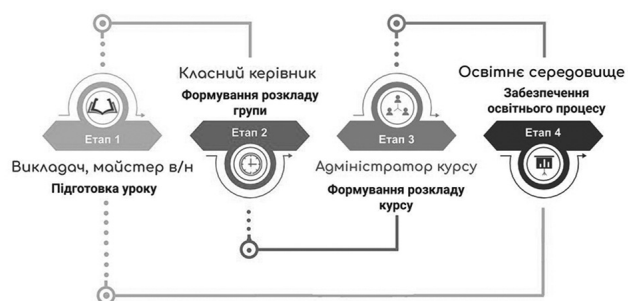 Етап 1
Викладач, майстер в/н
Підготовка уроку
Класний керівник
Формування розкладу
групи
Етап 2
Етап 3
Адміністратор курсу
Формування розкладу
курсу
Освітнє середовище
Забезпечення
освітнього процесу
Етап 4